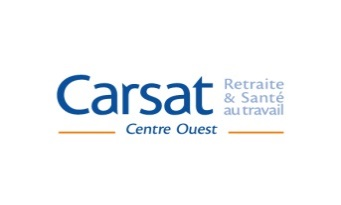 Carsat
Retraite
& Santé
au travail
Centre Ouest